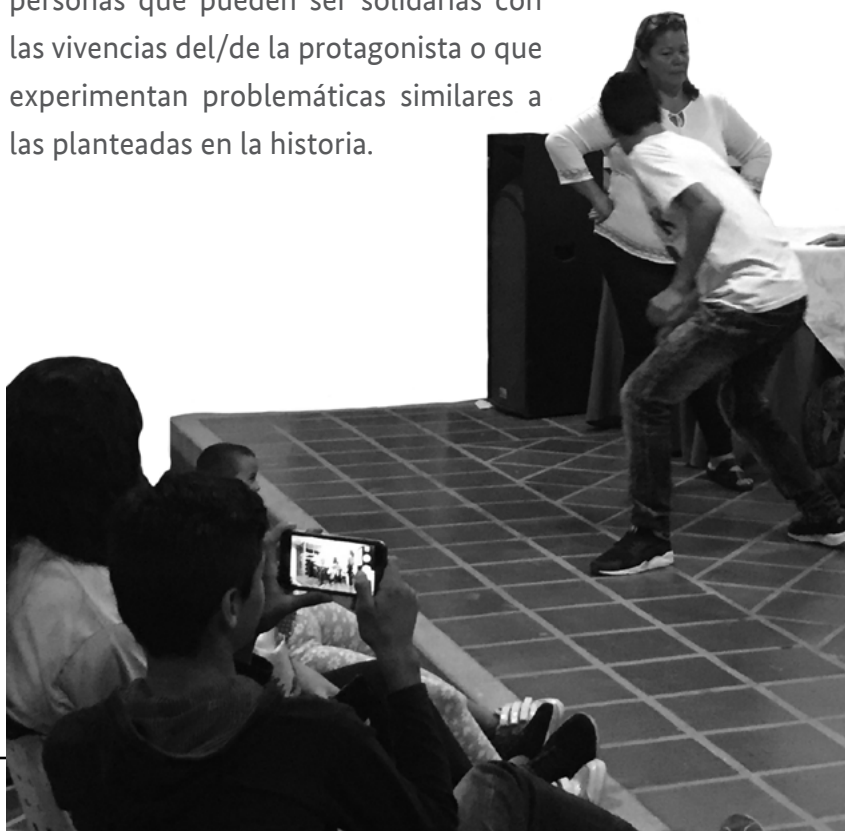 personas que pueden ser solidarias con
las vivencias del/de la protagonista o que
experimentan problemáticas similares a
las planteadas en la historia.